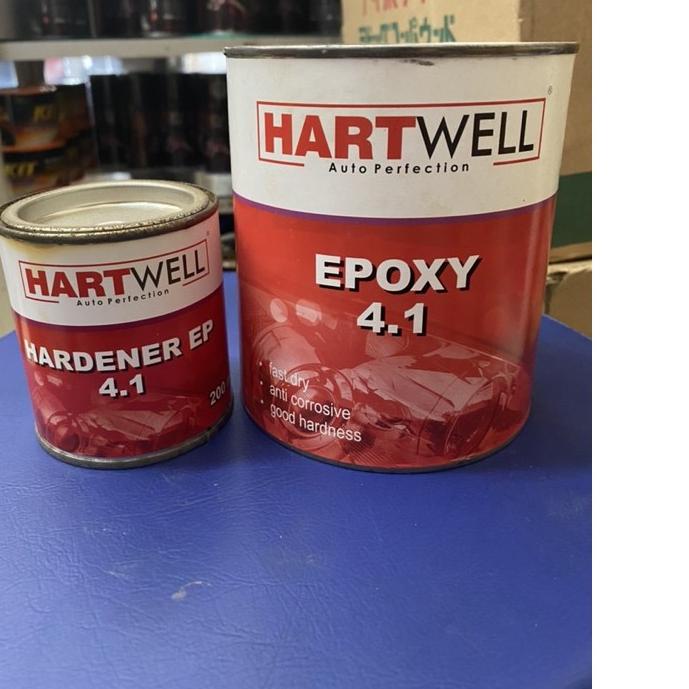 HARTWELL
Auto Perfection
EPOXY
4.1
fast dry
anti corrosive
good hardness
HARTWELL
Auto Perfection
HARDENER EP
4.1
200